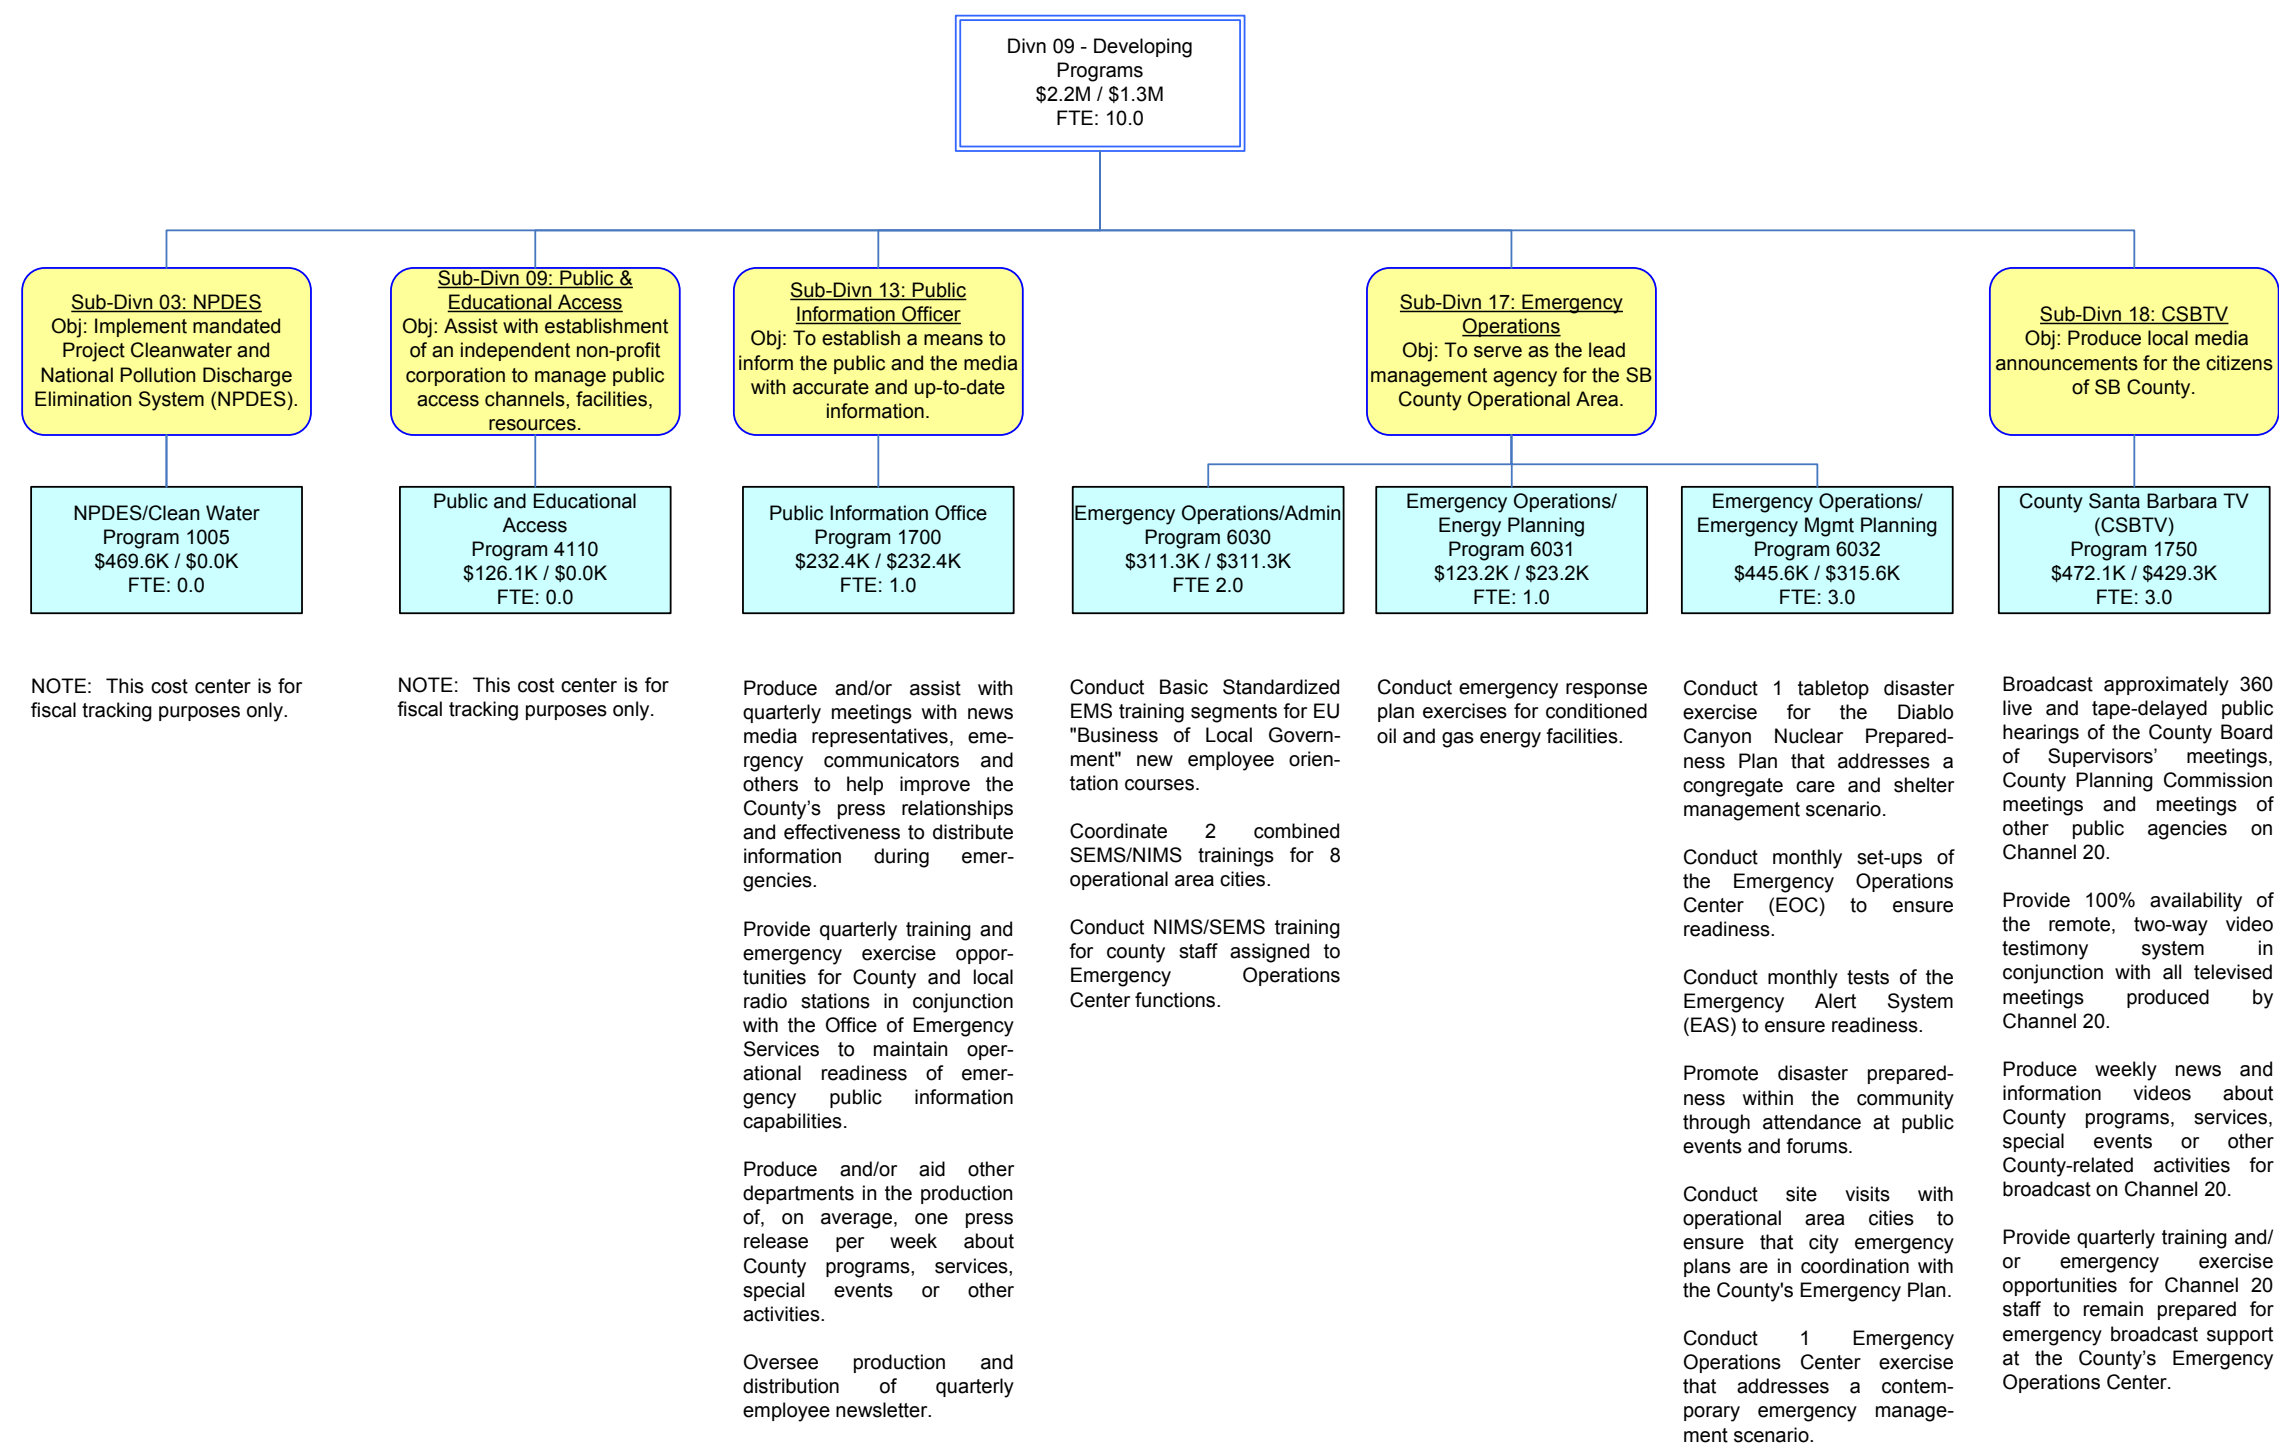 Divn 09 - Developing
Programs
$2.2M / $1.3M
FTE: 10.0
Sub-Divn 03: NPDES
Obj: Implement mandated
Project Cleanwater and
National Pollution Discharge
Elimination System (NPDES).
Sub-Divn 09: Public &
Educational Access
Obj: Assist with establishment
of an independent non-profit
corporation to manage public
access channels, facilities,
resources.
Sub-Divn 13: Public
Information Officer
Obj: To establish a means to
inform the public and the media
with accurate and up-to-date
information.
Sub-Divn 17: Emergency
Operations
Obj: To serve as the lead
management agency for the SB
County Operational Area.
Sub-Divn 18: CSBTV
Obj: Produce local media
announcements for the citizens
of SB County.
NPDES/Clean Water
Program 1005
$469.6K / $0.0K
FTE: 0.0
Public and Educational
Access
Program 4110
$126.1K / $0.0K
FTE: 0.0
Public Information Office
Program 1700
$232.4K / $232.4K
FTE: 1.0
Emergency Operations/Admin
Program 6030
$311.3K / $311.3K
FTE 2.0
Emergency Operations/
Energy Planning
Program 6031
$123.2K / $23.2K
FTE: 1.0
Emergency Operations/
Emergency Mgmt Planning
Program 6032
$445.6K / $315.6K
FTE: 3.0
County Santa Barbara TV
(CSBTV)
Program 1750
$472.1K / $429.3K
FTE: 3.0
NOTE: This cost center is for
fiscal tracking purposes only.
NOTE: This cost center is for
fiscal tracking purposes only.
Produce and/or assist with
quarterly meetings with news
media representatives, eme-
rgency communicators and
others to help improve the
County’s press relationships
and effectiveness to distribute
information during emer-
gencies.
Provide quarterly training and
emergency exercise oppor-
tunities for County and local
radio stations in conjunction
with the Office of Emergency
Services to maintain oper-
ational readiness of emer-
gency public information
capabilities.
Produce and/or aid other
departments in the production
of, on average, one press
release per week about
County programs, services,
special events or other
activities.
Oversee production and
distribution of quarterly
employee newsletter.
Conduct Basic Standardized
EMS training segments for EU
"Business of Local Govern-
ment" new employee orien-
tation courses.
Coordinate 2 combined
SEMS/NIMS trainings for 8
operational area cities.
Conduct NIMS/SEMS training
for county staff assigned to
Emergency Operations
Center functions.
Conduct emergency response
plan exercises for conditioned
oil and gas energy facilities.
Conduct 1 tabletop disaster
exercise for the Diablo
Canyon Nuclear Prepared-
ness Plan that addresses a
congregate care and shelter
management scenario.
Conduct monthly set-ups of
the Emergency Operations
Center (EOC) to ensure
readiness.
Conduct monthly tests of the
Emergency Alert System
(EAS) to ensure readiness.
Promote disaster prepared-
ness within the community
through attendance at public
events and forums.
Conduct site visits with
operational area cities to
ensure that city emergency
plans are in coordination with
the County's Emergency Plan.
Conduct 1 Emergency
Operations Center exercise
that addresses a contem-
porary emergency manage-
ment scenario.
Broadcast approximately 360
live and tape-delayed public
hearings of the County Board
of Supervisors’ meetings,
County Planning Commission
meetings and meetings of
other public agencies on
Channel 20.
Provide 100% availability of
the remote, two-way video
testimony system in
conjunction with all televised
meetings produced by
Channel 20.
Produce weekly news and
information videos about
County programs, services,
special events or other
County-related activities for
broadcast on Channel 20.
Provide quarterly training and/
or emergency exercise
opportunities for Channel 20
staff to remain prepared for
emergency broadcast support
at the County’s Emergency
Operations Center.